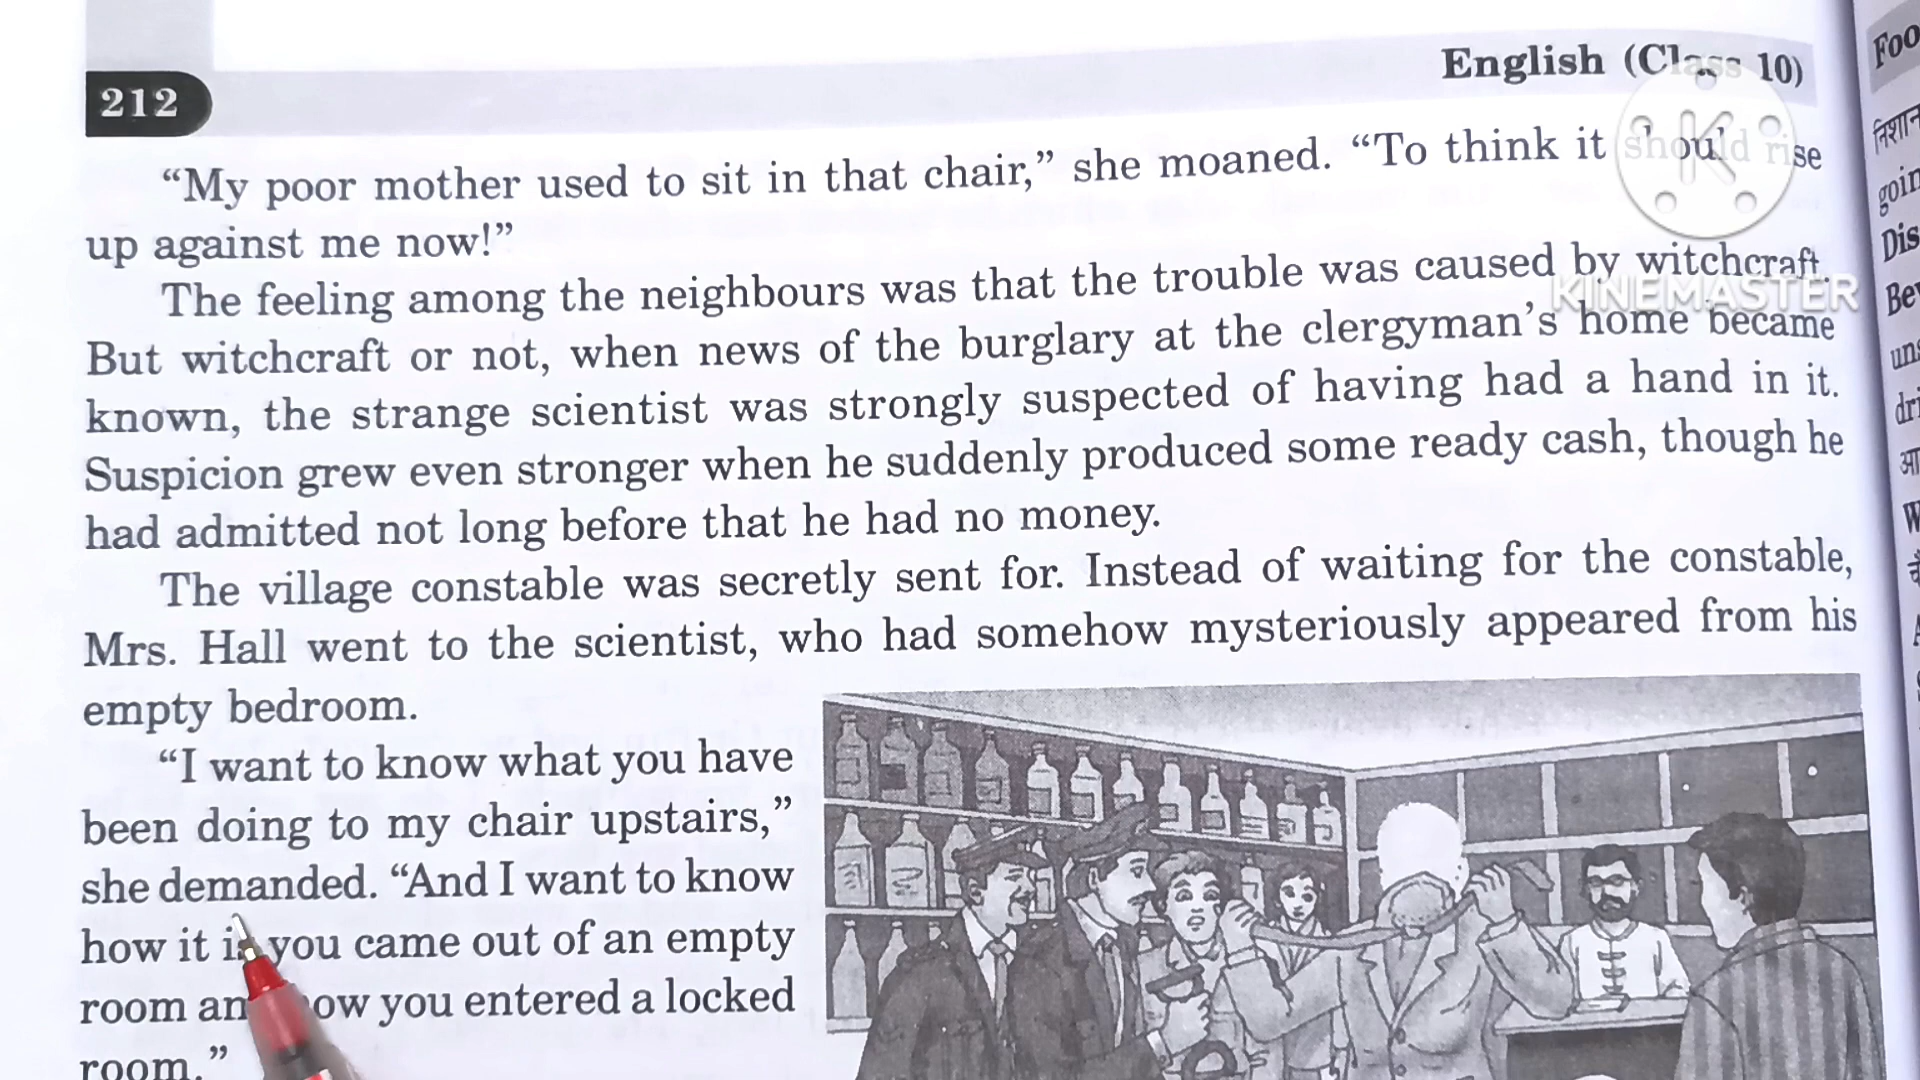 212
English (Class 10)
“My poor mother used to sit in that chair,” she moaned. “To think it should rise
up against me now!”
The feeling among the neighbours was that the trouble was caused by witchcraft.
But witchcraft or not, when news of the burglary at the clergyman’s home became
known, the strange scientist was strongly suspected of having had a hand in it.
Suspicion grew even stronger when he suddenly produced some ready cash, though he
had admitted not long before that he had no money.
The village constable was secretly sent for. Instead of waiting for the constable,
Mrs. Hall went to the scientist, who had somehow mysteriously appeared from his
empty bedroom.
“I want to know what you have
been doing to my chair upstairs,”
she demanded. “And I want to know
how it is you came out of an empty
room and how you entered a locked
room.”
K
KINEMASTER
Foo
निशान
goin
Dis
Bev
uns
dri